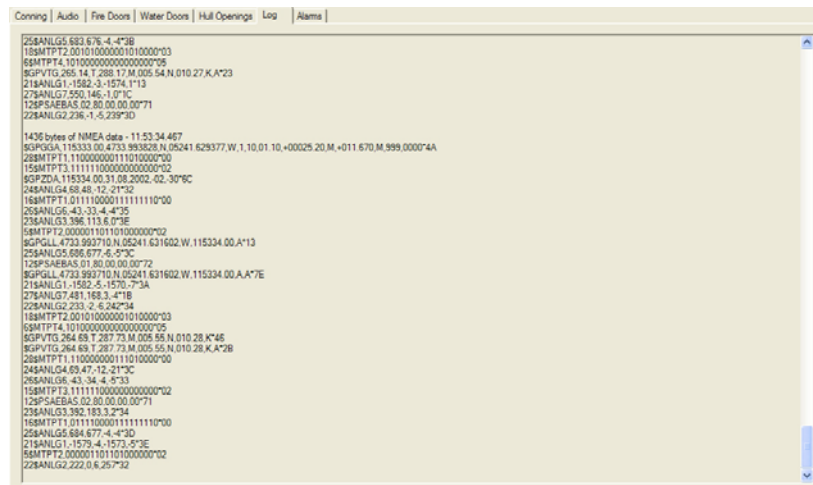 Conning Audio Fire Doors Water Doors Hull Openings Log Alarms
25$ANLG5,683,676,-4,-4*3B
18$MTPT2,001010000001010000*03
6$MTPT4,101000000000000000*05
$GPVTG,265.14,T,288.17,M,005.54,N,010.27,K,A*23
21$ANLG1,-1582,-3,-1574,1*13
27$ANLG7,550,146,-1,0*1C
12$PSAEBAS,02,80,00,00,00*71
22$ANLG2,236,-1,-5,239*3D
1436 bytes of NMEA data - 11:53:34.467
$GPGGA,115333.00,4733.993828,N,05241.629377,W,1,10,01.10,+00025.20,M,+011.670,M,999,0000*4A
28$MTPT1,110000000111010000*00
15$MTPT3,111111000000000000*02
$GPZDA,115334.00,31,08,2002,-02,-30*6C
24$ANLG4,68,48,-12,-21*32
16$MTPT1,011110000111111110*00
26$ANLG6,-43,-33,-4,-4*35
23$ANLG3,396,113,6,0*3E
5$MTPT2,000001101101000000*02
$GPGLL,4733.993710,N,05241.631602,W,115334.00,A*13
25$ANLG5,686,677,-6,-5*3C
12$PSAEBAS,01,80,00,00,00*72
$GPGLL,4733.993710,N,05241.631602,W,115334.00,A,A*7E
21$ANLG1,-1582,-5,-1570,-7*3A
27$ANLG7,481,168,3,-4*1B
22$ANLG2,233,-2,-6,242*34
18$MTPT2,001010000001010000*03
6$MTPT4,101000000000000000*05
$GPVTG,264.69,T,287.73,M,005.55,N,010.28,K*46
$GPVTG,264.69,T,287.73,M,005.55,N,010.28,K,A*2B
28$MTPT1,110000000111010000*00
24$ANLG4,69,47,-12,-21*3C
26$ANLG6,-43,-34,-4,-5*33
15$MTPT3,111111000000000000*02
12$PSAEBAS,02,80,00,00,00*71
23$ANLG3,392,183,3,2*34
16$MTPT1,011110000111111110*00
25$ANLG5,684,677,-4,-4*3D
21$ANLG1,-1579,-4,-1573,-5*3E
5$MTPT2,000001101101000000*02
22$ANLG2,222,0,6,257*32